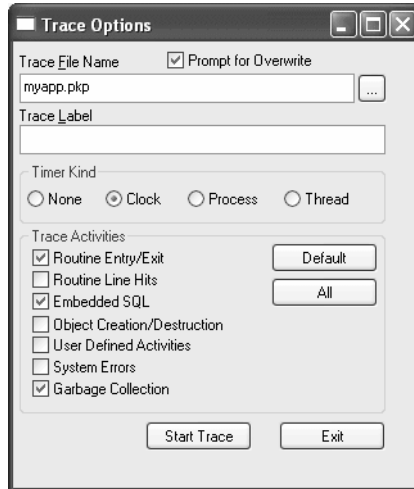 Trace Options
Trace File Name Prompt for Overwrite
myapp.pkp ...
Trace Label
Timer Kind
None Clock Process Thread
Trace Activities
Routine Entry/Exit Default
Routine Line Hits
All
Embedded SQL
Object Creation/Destruction
User Defined Activities
System Errors
Garbage Collection
Start Trace Exit